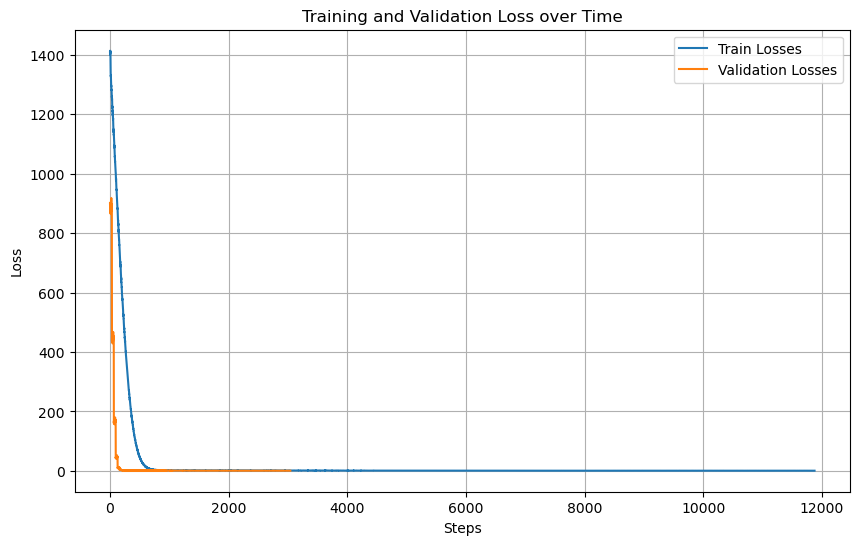 Training and Validation Loss over Time
Train Losses
Validation Losses
Loss
1400
1200
1000
800
600
400
200
0
0 2000 4000 6000 8000 10000 12000
Steps